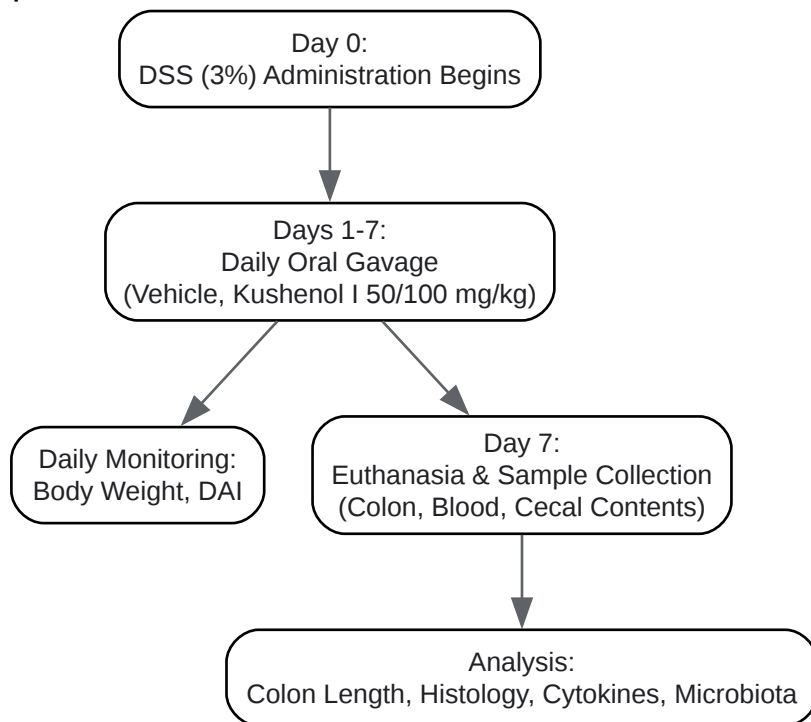 Day 0:
DSS (3%) Administration Begins
Days 1-7:
Daily Oral Gavage
(Vehicle, Kushenol I 50/100 mg/kg)
Daily Monitoring:
Body Weight, DAI
Day 7:
Euthanasia & Sample Collection
(Colon, Blood, Cecal Contents)
Analysis:
Colon Length, Histology, Cytokines, Microbiota